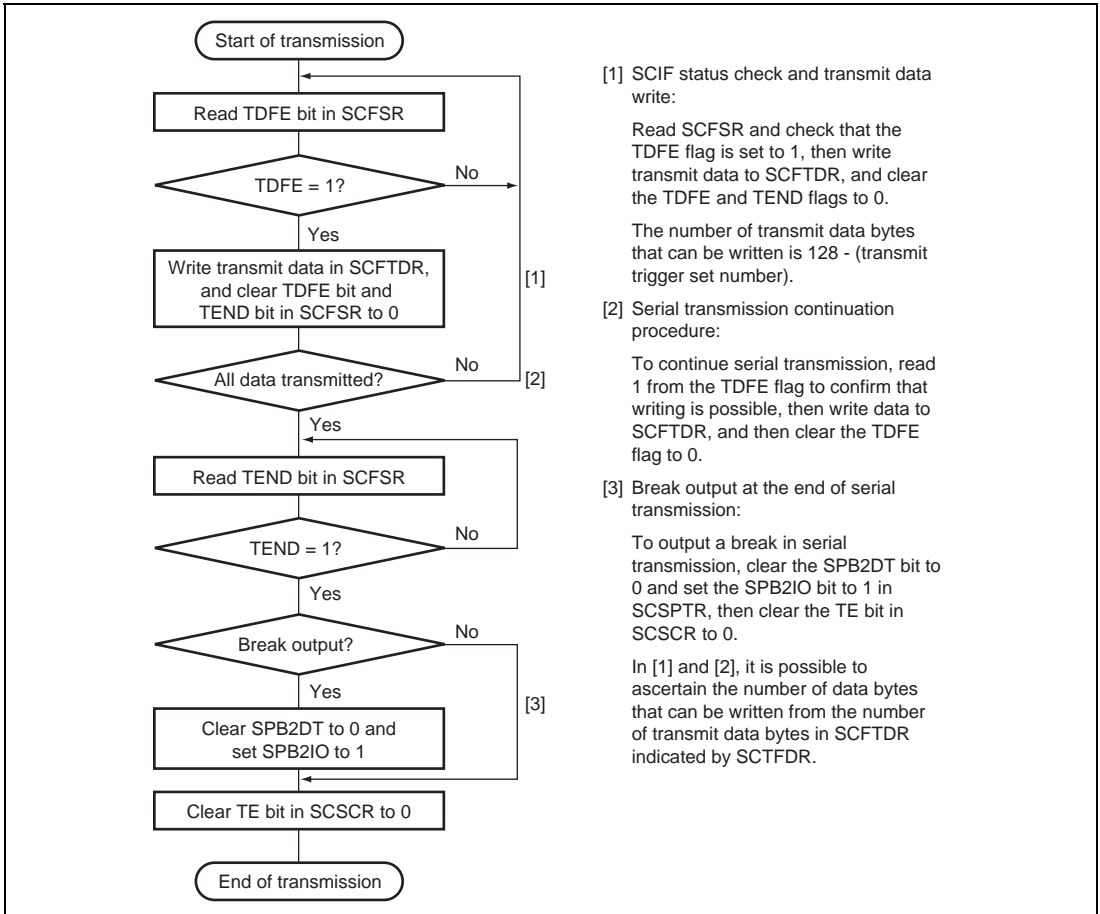 Start of transmission
Read TDFE bit in SCFSR
TDFE = 1?
No
Yes
Write transmit data in SCFTDR,
and clear TDFE bit and
TEND bit in SCFSR to 0
[1]
All data transmitted?
No
[2]
Yes
Read TEND bit in SCFSR
TEND = 1?
No
Yes
Break output?
No
Yes
[3]
Clear SPB2DT to 0 and
set SPB2IO to 1
Clear TE bit in SCSCR to 0
End of transmission
[1] SCIF status check and transmit data
write:
Read SCFSR and check that the
TDFE flag is set to 1, then write
transmit data to SCFTDR, and clear
the TDFE and TEND flags to 0.
The number of transmit data bytes
that can be written is 128 - (transmit
trigger set number).
[2] Serial transmission continuation
procedure:
To continue serial transmission, read
1 from the TDFE flag to confirm that
writing is possible, then write data to
SCFTDR, and then clear the TDFE
flag to 0.
[3] Break output at the end of serial
transmission:
To output a break in serial
transmission, clear the SPB2DT bit to
0 and set the SPB2IO bit to 1 in
SCSPTR, then clear the TE bit in
SCSCR to 0.
In [1] and [2], it is possible to
ascertain the number of data bytes
that can be written from the number
of transmit data bytes in SCFTDR
indicated by SCTFDR.